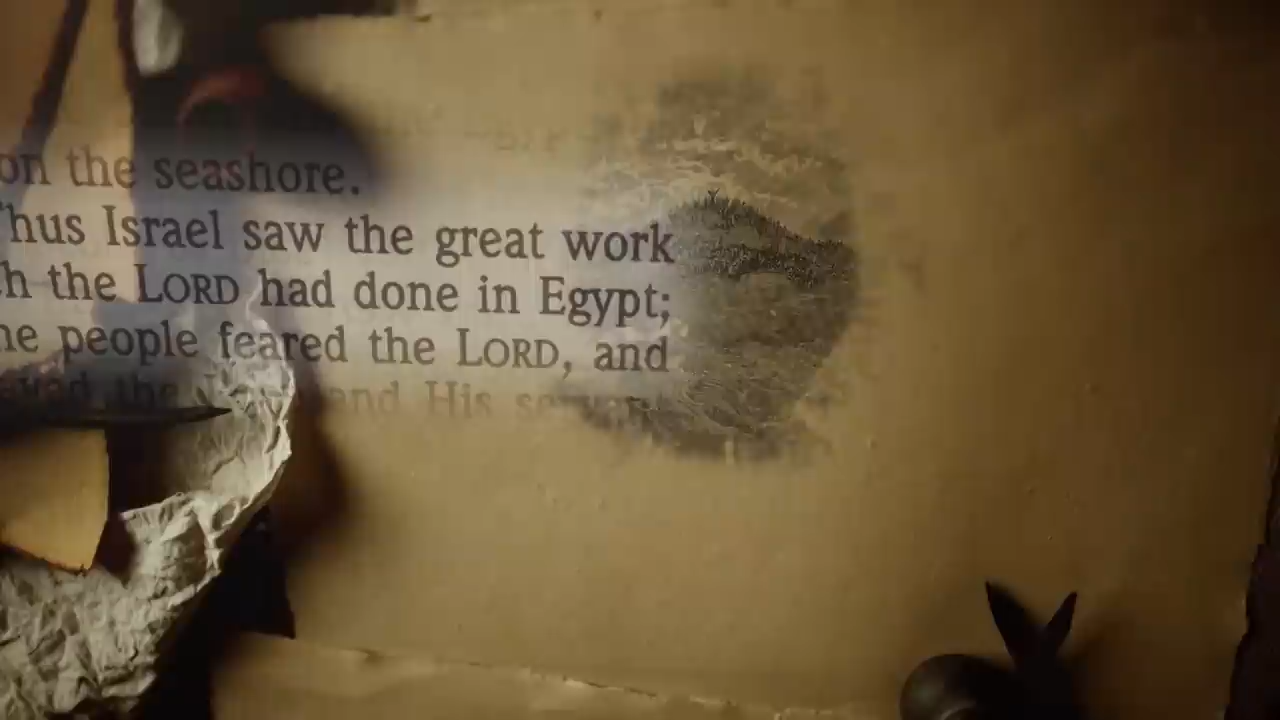 on the seashore.
Thus Israel saw the great work
h the LORD had done in Egypt;
he people feared the LORD, and
the and His